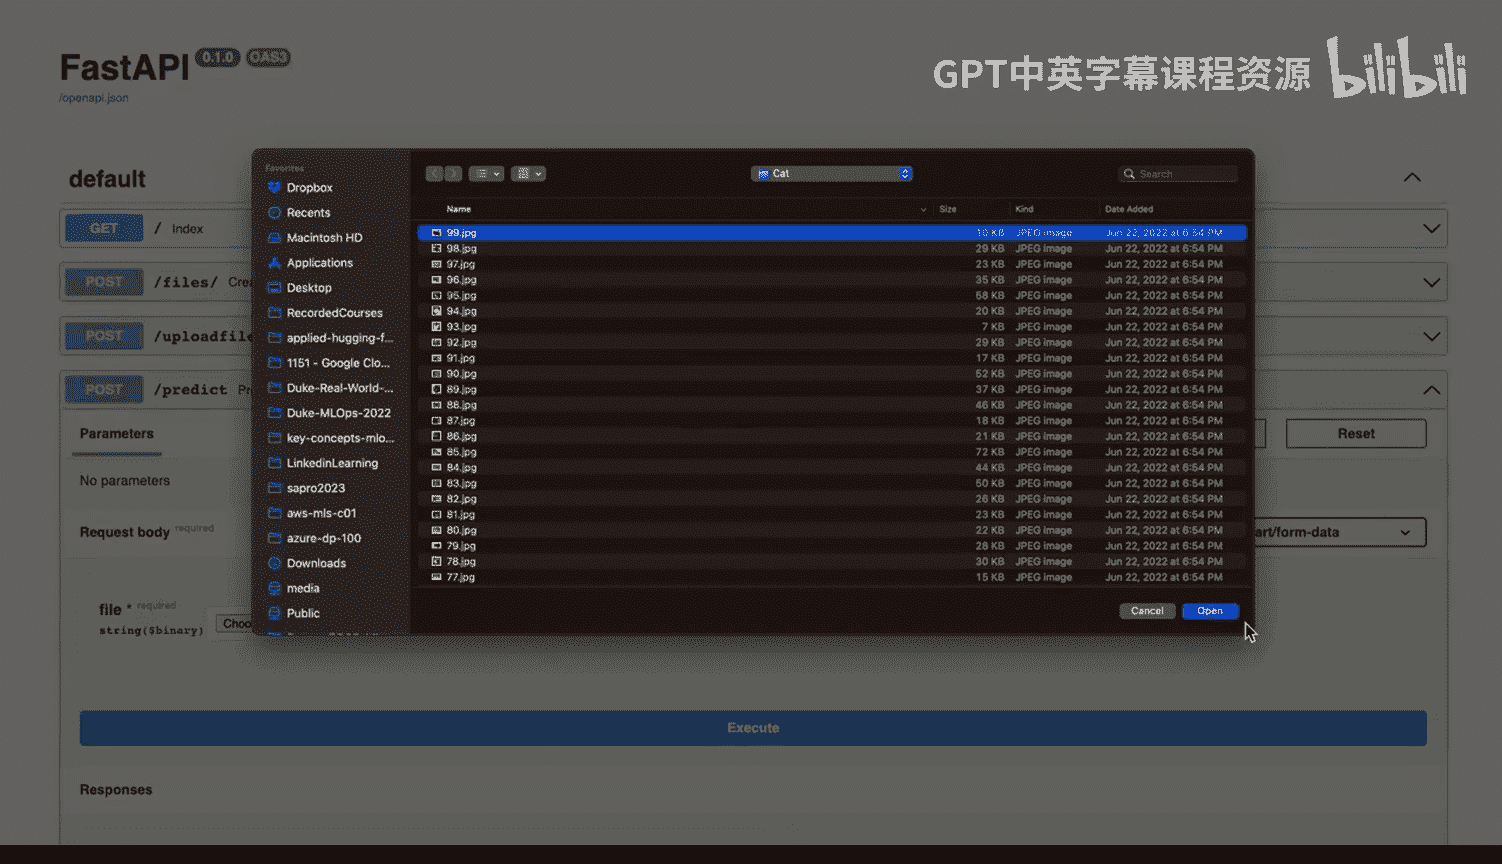 FastAPI 0.1.0 OAS3
/openapi.json
GPT中英字幕课程资源 bilibili
default
GET / Index
POST /files/
POST /uploadfile
POST /predict
Parameters
Reset
No parameters
Request body required
art/form-data
file * required
string($binary)
Execute
Responses
Favorites
Dropbox
Recents
Macintosh HD
Applications
Desktop
RecordedCourses
applied-hugging-f...
1151 - Google Clo...
Duke-Real-World-...
Duke-MLOps-2022
key-concepts-mlo...
LinkedinLearning
sapro2023
aws-mls-c01
azure-dp-100
Downloads
media
Public
Cat
Search
Name Size Kind Date Added
99.jpg 10 KB JPEG image Jun 22, 2022 at 6:54 PM
98.jpg 29 KB JPEG image Jun 22, 2022 at 6:54 PM
97.jpg 23 KB JPEG image Jun 22, 2022 at 6:54 PM
96.jpg 35 KB JPEG image Jun 22, 2022 at 6:54 PM
95.jpg 58 KB JPEG image Jun 22, 2022 at 6:54 PM
94.jpg 20 KB JPEG image Jun 22, 2022 at 6:54 PM
93.jpg 7 KB JPEG image Jun 22, 2022 at 6:54 PM
92.jpg 29 KB JPEG image Jun 22, 2022 at 6:54 PM
91.jpg 17 KB JPEG image Jun 22, 2022 at 6:54 PM
90.jpg 52 KB JPEG image Jun 22, 2022 at 6:54 PM
89.jpg 37 KB JPEG image Jun 22, 2022 at 6:54 PM
88.jpg 46 KB JPEG image Jun 22, 2022 at 6:54 PM
87.jpg 18 KB JPEG image Jun 22, 2022 at 6:54 PM
86.jpg 21 KB JPEG image Jun 22, 2022 at 6:54 PM
85.jpg 72 KB JPEG image Jun 22, 2022 at 6:54 PM
84.jpg 44 KB JPEG image Jun 22, 2022 at 6:54 PM
83.jpg 50 KB JPEG image Jun 22, 2022 at 6:54 PM
82.jpg 26 KB JPEG image Jun 22, 2022 at 6:54 PM
81.jpg 23 KB JPEG image Jun 22, 2022 at 6:54 PM
80.jpg 22 KB JPEG image Jun 22, 2022 at 6:54 PM
79.jpg 28 KB JPEG image Jun 22, 2022 at 6:54 PM
78.jpg 30 KB JPEG image Jun 22, 2022 at 6:54 PM
77.jpg 15 KB JPEG image Jun 22, 2022 at 6:54 PM
Cancel Open